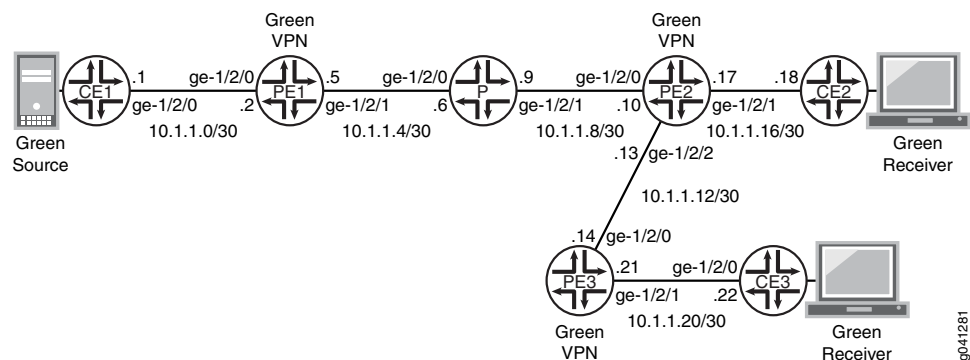 Green
VPN
Green
VPN
.1
ge-1/2/0
.5
ge-1/2/0
.9
ge-1/2/0
.17
.18
CE1
PE1
P
PE2
CE2
ge-1/2/0
.2
ge-1/2/1
.6
ge-1/2/1
.10
ge-1/2/1
10.1.1.0/30
10.1.1.4/30
10.1.1.8/30
10.1.1.16/30
Green
Source
Green
Receiver
.13
ge-1/2/2
10.1.1.12/30
.14
ge-1/2/0
.21
ge-1/2/0
PE3
CE3
ge-1/2/1
.22
10.1.1.20/30
Green
VPN
Green
Receiver
g041281